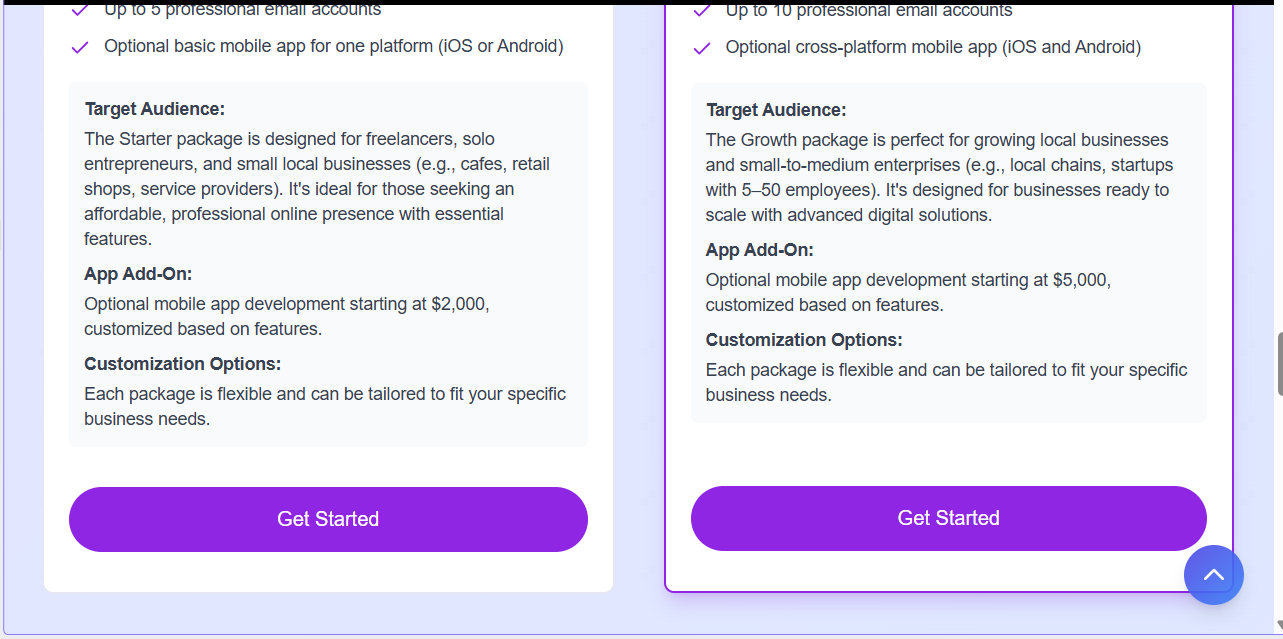 Up to 5 professional email accounts
Optional basic mobile app for one platform (iOS or Android)
Target Audience:
The Starter package is designed for freelancers, solo
entrepreneurs, and small local businesses (e.g., cafes, retail
shops, service providers). It's ideal for those seeking an
affordable, professional online presence with essential
features.
App Add-On:
Optional mobile app development starting at $2,000,
customized based on features.
Customization Options:
Each package is flexible and can be tailored to fit your specific
business needs.
Get Started
Up to 10 professional email accounts
Optional cross-platform mobile app (iOS and Android)
Target Audience:
The Growth package is perfect for growing local businesses
and small-to-medium enterprises (e.g., local chains, startups
with 5–50 employees). It's designed for businesses ready to
scale with advanced digital solutions.
App Add-On:
Optional mobile app development starting at $5,000,
customized based on features.
Customization Options:
Each package is flexible and can be tailored to fit your specific
business needs.
Get Started